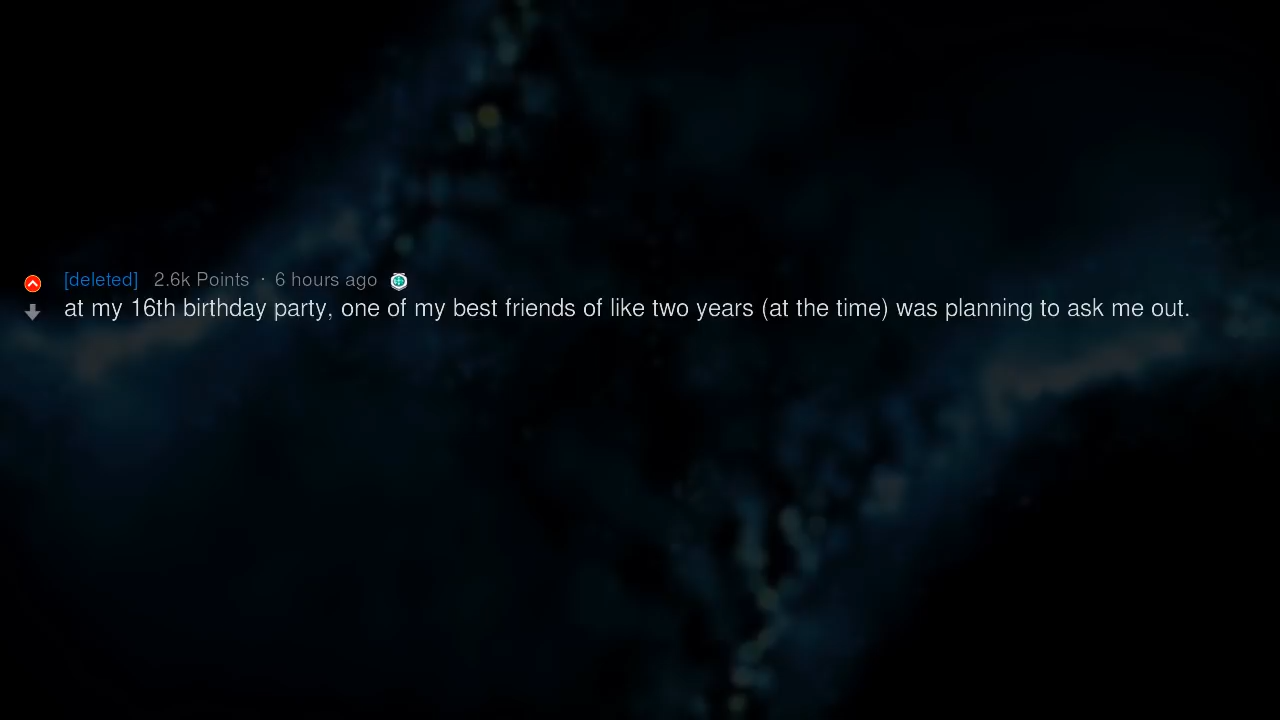 [deleted] 2.6k Points · 6 hours ago
at my 16th birthday party, one of my best friends of like two years (at the time) was planning to ask me out.